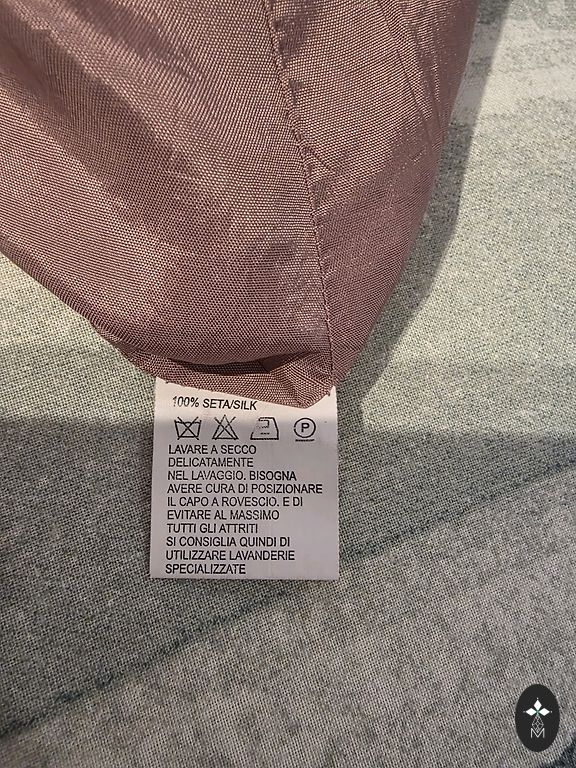 100% SETA/SILK
P
LAVARE A SECCO
DELICATAMENTE
NEL LAVAGGIO. BISOGNA
AVERE CURA DI POSIZIONARE
IL CAPO A ROVESCIO, E DI
EVITARE AL MASSIMO
TUTTI GLI ATTRITI
SI CONSIGLIA QUINDI DI
UTILIZZARE LAVANDERIE
SPECIALIZZATE
M